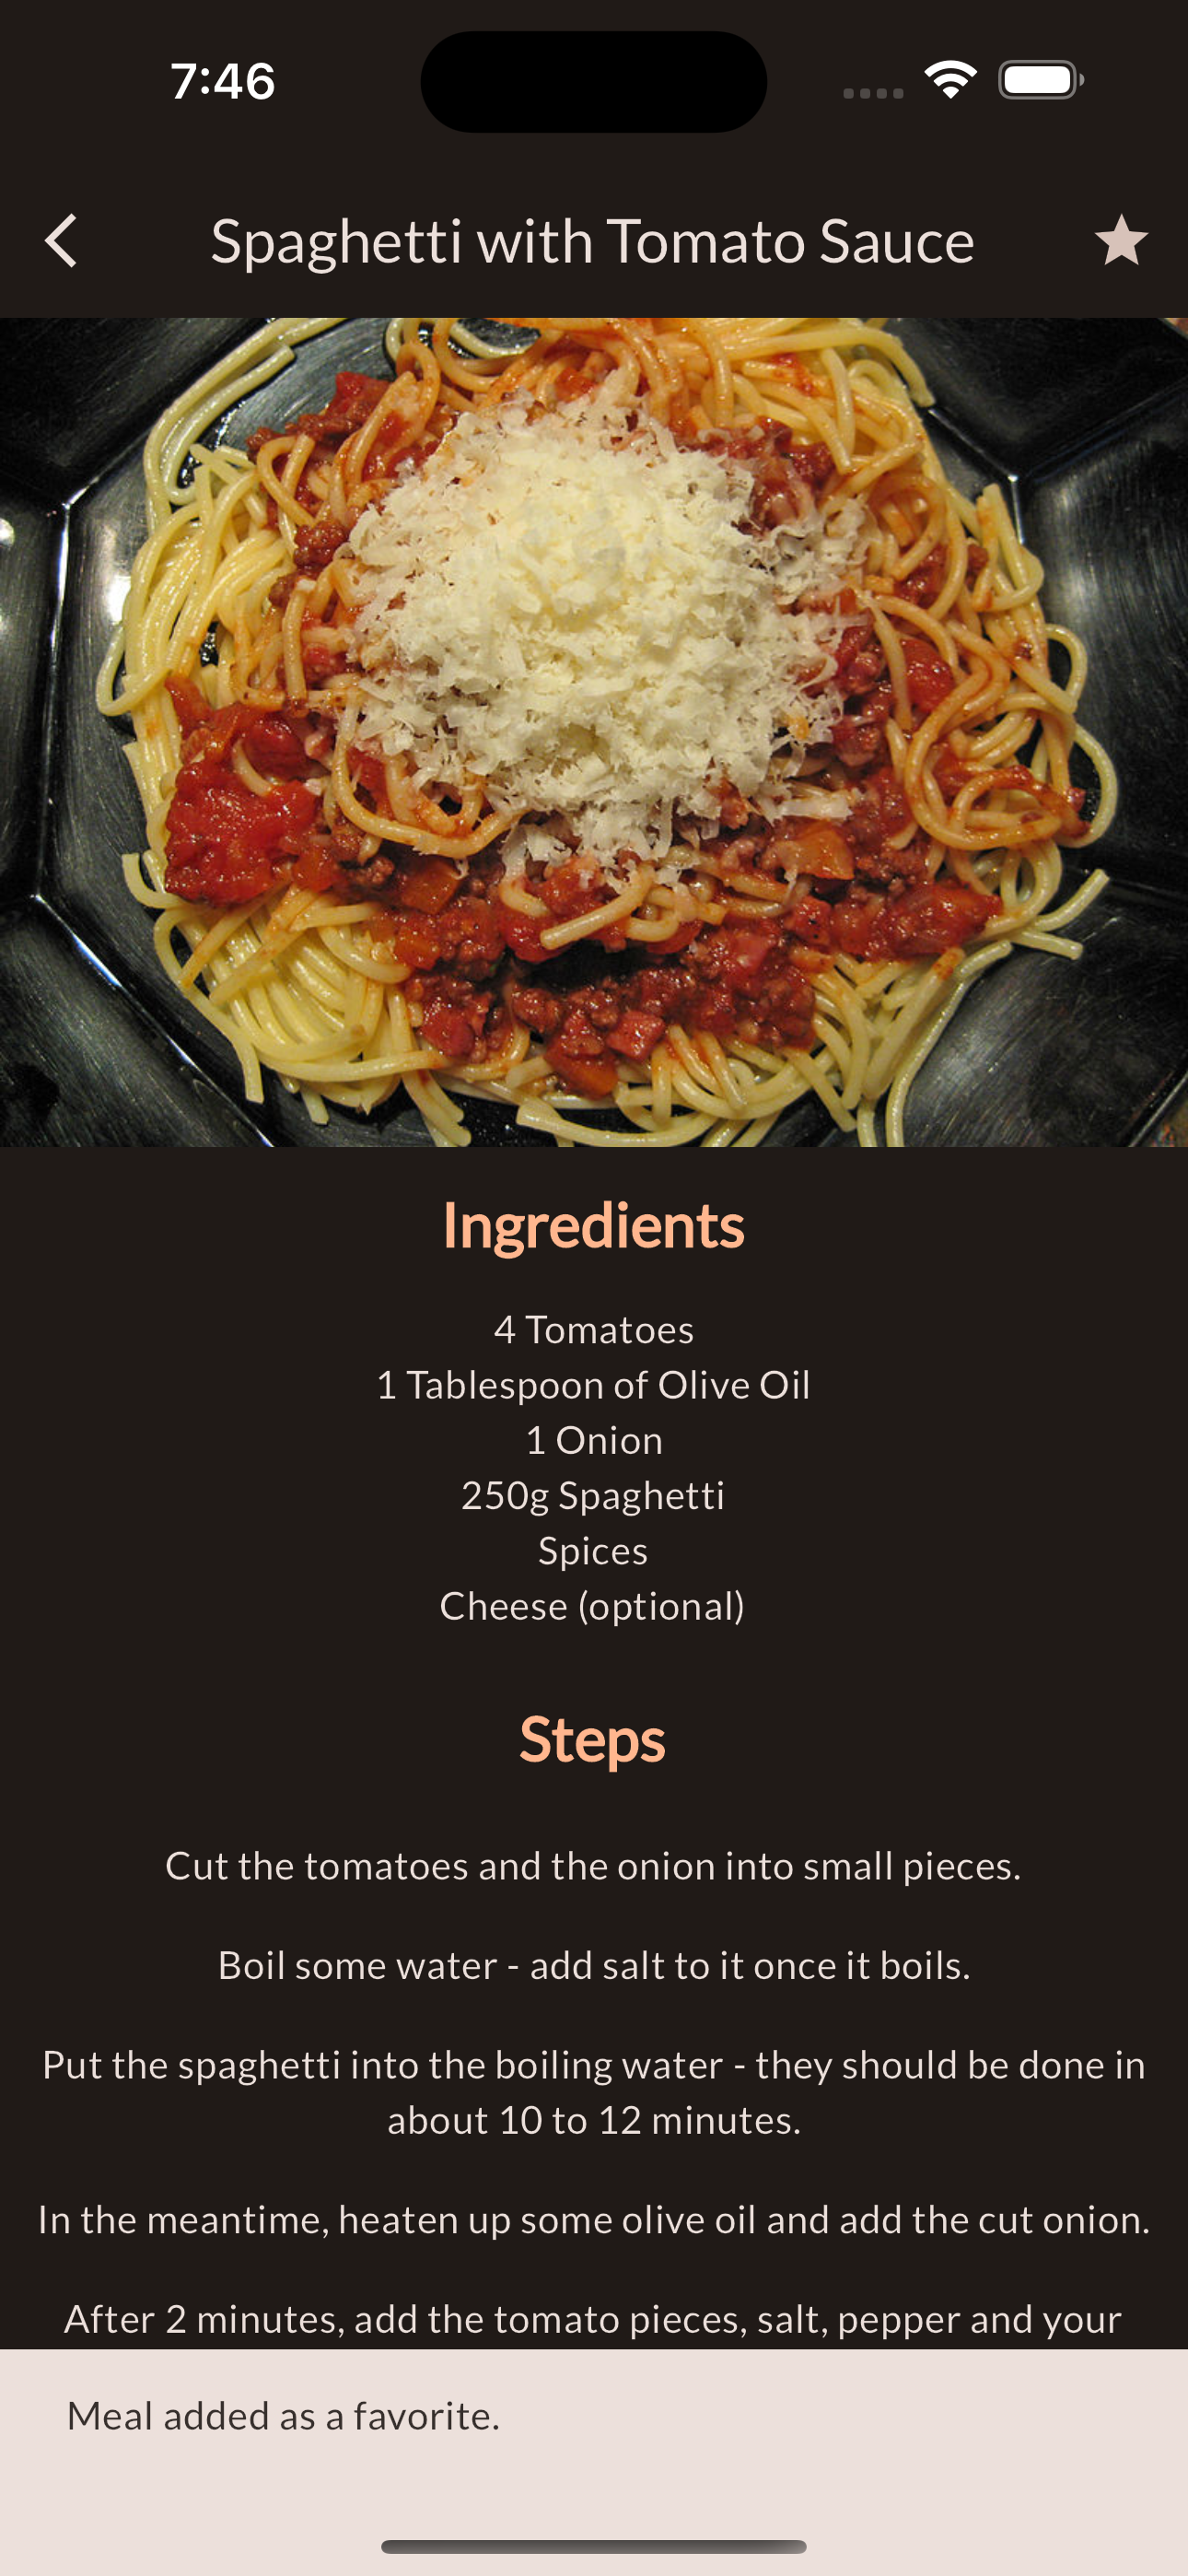 7:46
Spaghetti with Tomato Sauce
Ingredients
4 Tomatoes
1 Tablespoon of Olive Oil
1 Onion
250g Spaghetti
Spices
Cheese (optional)
Steps
Cut the tomatoes and the onion into small pieces.
Boil some water - add salt to it once it boils.
Put the spaghetti into the boiling water - they should be done in
about 10 to 12 minutes.
In the meantime, heaten up some olive oil and add the cut onion.
After 2 minutes, add the tomato pieces, salt, pepper and your
Meal added as a favorite.